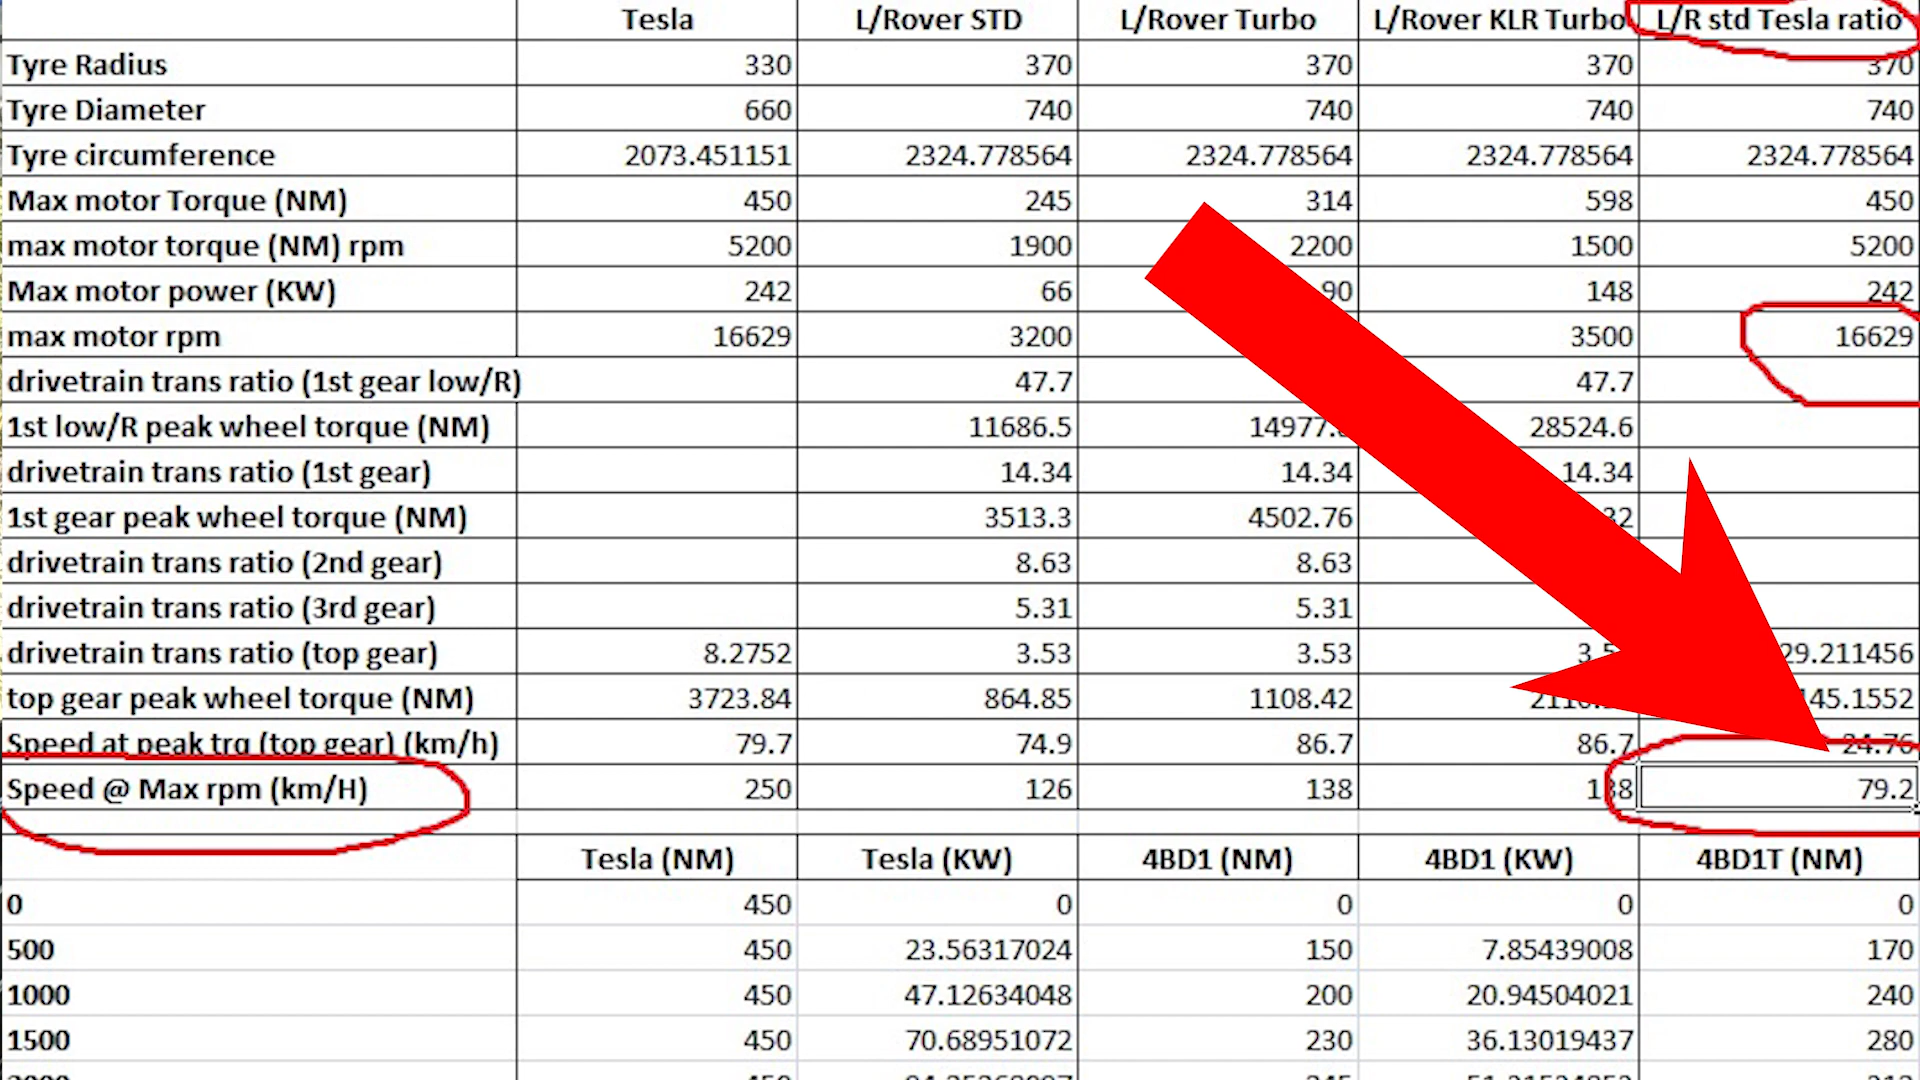 Tesla L/Rover STD L/Rover Turbo L/Rover KLR Turbo L/R std Tesla ratio
Tyre Radius 330 370 370 370 370
Tyre Diameter 660 740 740 740 740
Tyre circumference 2073.451151 2324.778564 2324.778564 2324.778564 2324.778564
Max motor Torque (NM) 450 245 314 598 450
max motor torque (NM) rpm 5200 1900 2200 1500 5200
Max motor power (KW) 242 66 90 148 242
max motor rpm 16629 3200 3500 16629
drivetrain trans ratio (1st gear low/R) 47.7 47.7
1st low/R peak wheel torque (NM) 11686.5 28524.6
drivetrain trans ratio (1st gear) 14.34 14.34 14.34
1st gear peak wheel torque (NM) 3513.3 4502.76
drivetrain trans ratio (2nd gear) 8.63 8.63
drivetrain trans ratio (3rd gear) 5.31 5.31
drivetrain trans ratio (top gear) 8.2752 3.53 3.53 29.211456
top gear peak wheel torque (NM) 3723.84 864.85 1108.42
Speed at peak trq (top gear) (km/h) 79.7 74.9 86.7 86.7 24.76
Speed @ Max rpm (km/H) 250 126 138 138 79.2
Tesla (NM) Tesla (KW) 4BD1 (NM) 4BD1 (KW) 4BD1T (NM)
0 450 0 0 0 0
500 450 23.56317024 150 7.85439008 170
1000 450 47.12634048 200 20.94504021 240
1500 450 70.68951072 230 36.13019437 280